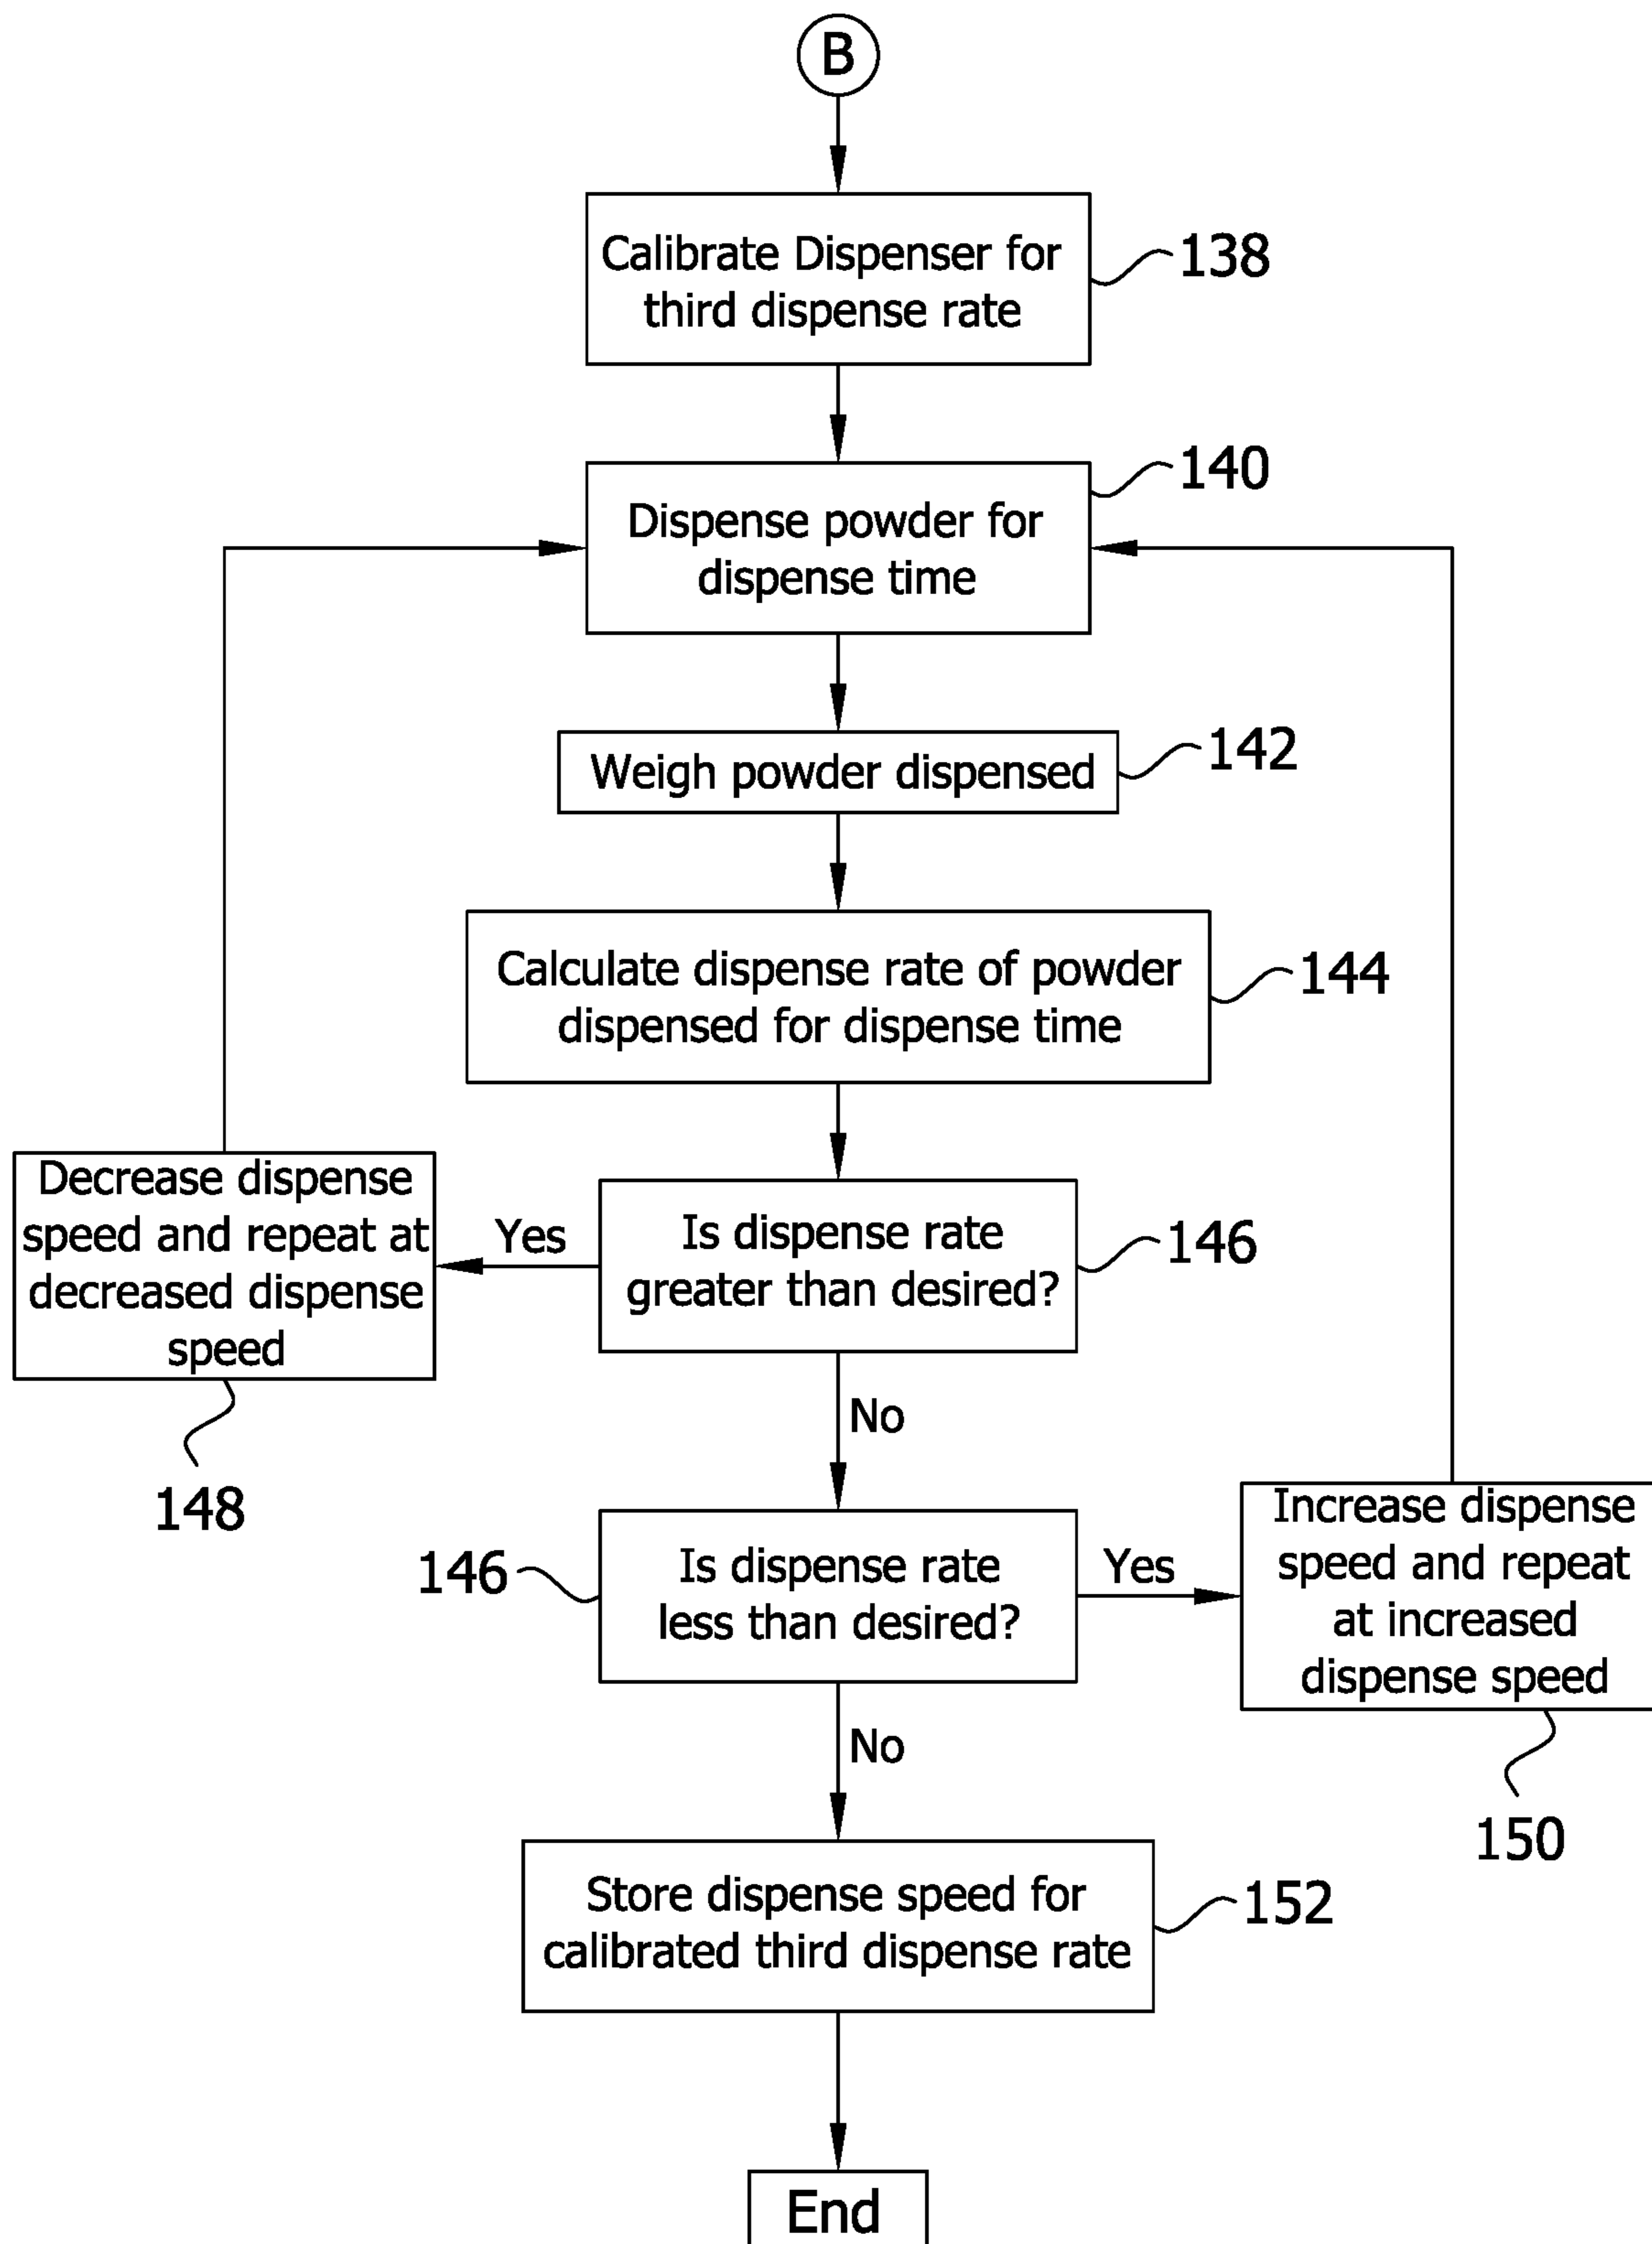 B
Calibrate Dispenser for
third dispense rate
138
140
Dispense powder for
dispense time
142
Weigh powder dispensed
Calculate dispense rate of powder
dispensed for dispense time
144
Decrease dispense
speed and repeat at
decreased dispense
speed
148
Yes
Is dispense rate
greater than desired?
146
No
146
Is dispense rate
less than desired?
Yes
Increase dispense
speed and repeat
at increased
dispense speed
150
No
Store dispense speed for
calibrated third dispense rate
152
End